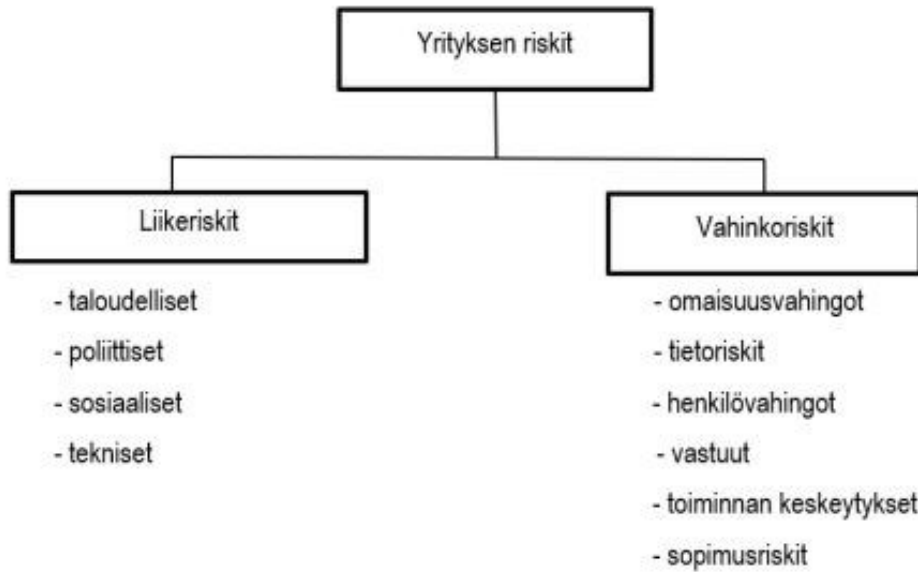 Yrityksen riskit
Liikeriskit
- taloudelliset
- poliittiset
- sosiaaliset
- tekniset
Vahinkoriskit
- omaisuusvahingot
- tietoriskit
- henkilövahingot
- vastuut
- toiminnan keskeytykset
- sopimusriskit